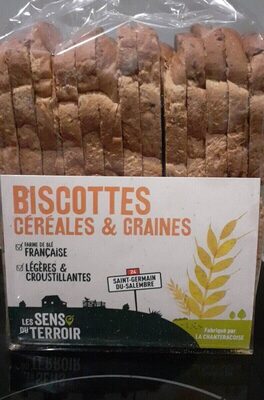 BISCOTTES
CÉRÉALES & GRAINES
FARINE DE BLÉ
FRANÇAISE
LÉGÈRES &
CROUSTILLANTES
24
SAINT-GERMAIN
DU-SALEMBRE
LES SENS
DU TERROIR
Fabriqué par
LA CHANTERACOISE